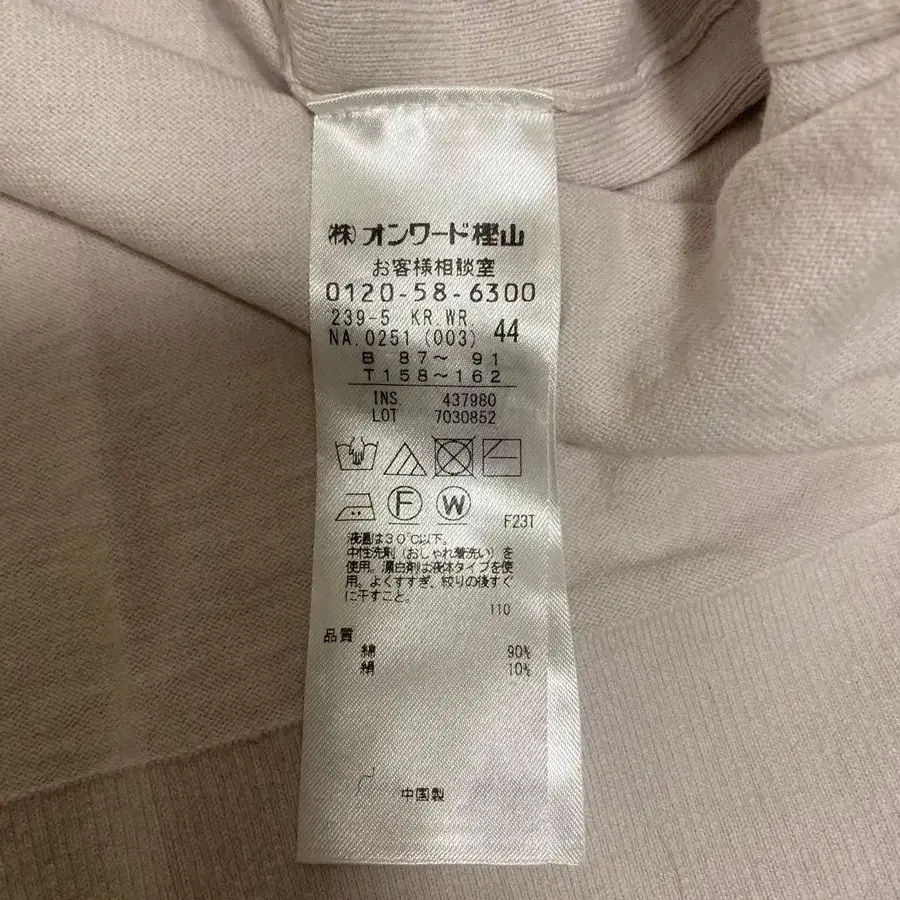 (株)オンワード樫山
お客様相談室
0120-58-6300
239-5 KR.WR.
NA.0251 (003) 44
B 87〜 91
T158〜162
INS. 437980
LOT 7030852
F W
F23T
液温は30℃以下。
中性洗剤(おしゃれ着洗い)を
使用。漂白剤は液体タイプを使
用。よくすすぎ、絞りの後すぐ
に干すこと。
110
品質
綿 90%
絹 10%
中国製